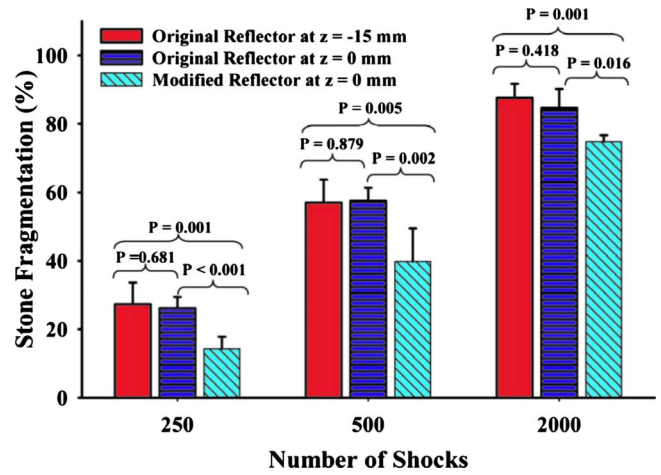 P = 0.001
100
Original Reflector at z = -15 mm
Original Reflector at z = 0 mm
Modified Reflector at z = 0 mm
P = 0.418
P = 0.016
80
P = 0.005
P = 0.879
P = 0.002
60
P = 0.001
P =0.681
P < 0.001
40
20
0
Stone Fragmentation (%)
250
500
2000
Number of Shocks